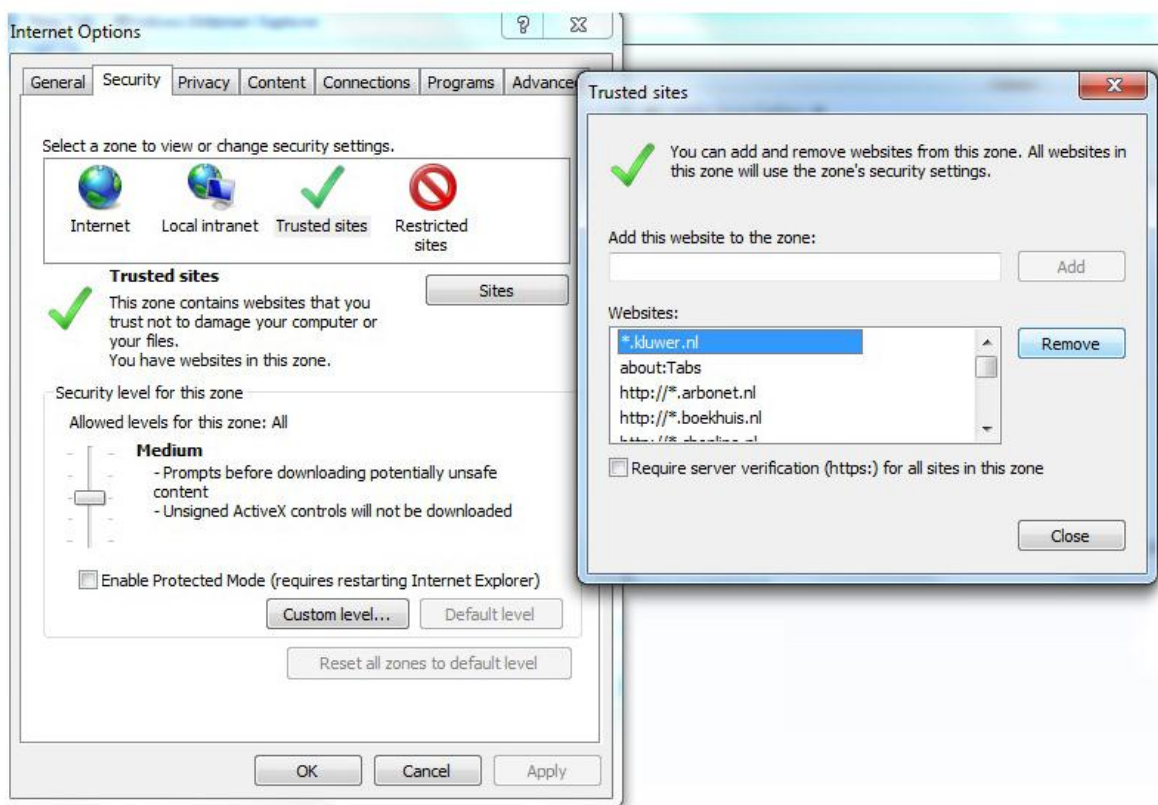 Internet Options
General Security Privacy Content Connections Programs Advanced
Select a zone to view or change security settings.
Internet
Local intranet
Trusted sites
Restricted
sites
Trusted sites
Sites
This zone contains websites that you
trust not to damage your computer or
your files.
You have websites in this zone.
Security level for this zone
Allowed levels for this zone: All
Medium
- Prompts before downloading potentially unsafe
content
- Unsigned ActiveX controls will not be downloaded
Enable Protected Mode (requires restarting Internet Explorer)
Custom level...
Default level
Reset all zones to default level
OK
Cancel
Apply
Trusted sites
You can add and remove websites from this zone. All websites in
this zone will use the zone's security settings.
Add this website to the zone:
Add
Websites:
*.kluwer.nl
Remove
about:Tabs
http://*.arbonet.nl
http://*.boekhuis.nl
Require server verification (https:) for all sites in this zone
Close